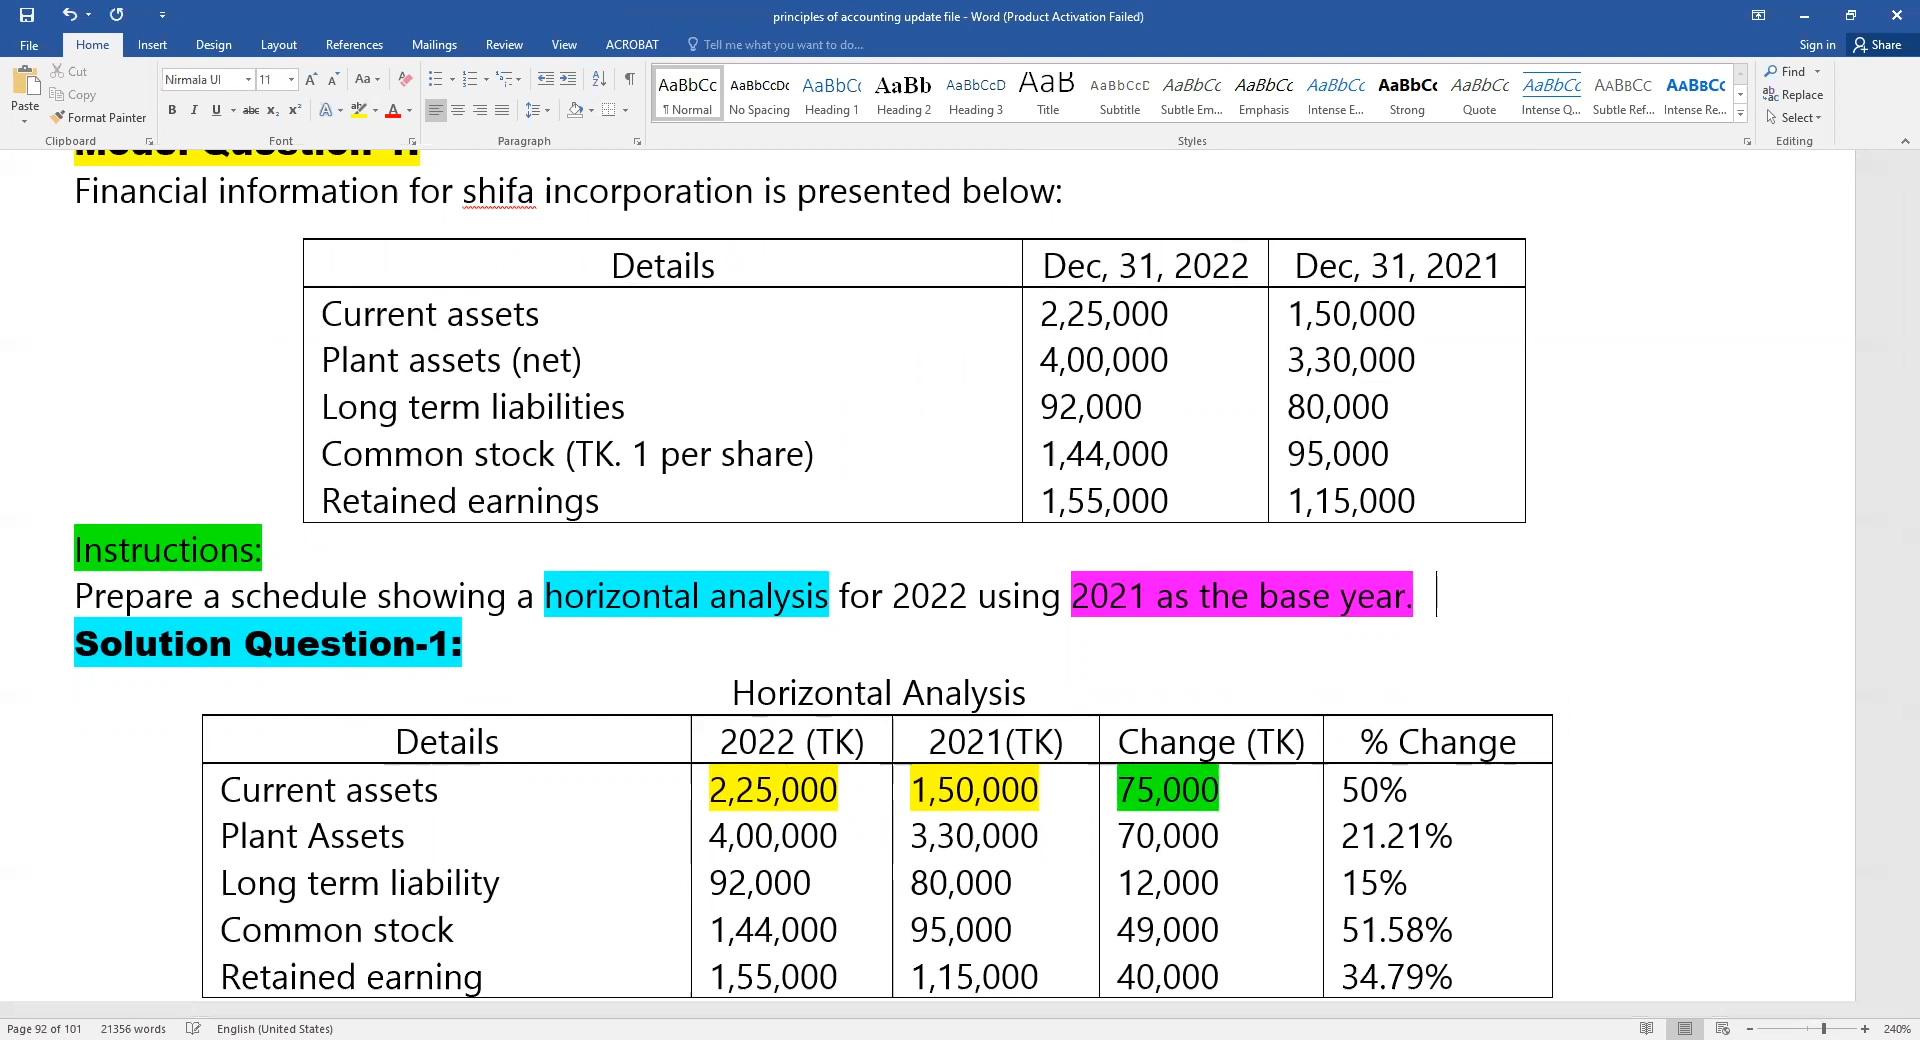 principles of accounting update file - Word (Product Activation Failed)
File Home Insert Design Layout References Mailings Review View ACROBAT Tell me what you want to do... Sign in Share
Paste Cut Copy Format Painter Clipboard
Nirmala UI 11 Font
Paragraph
AaBbCc AaBbCcDc AaBbCc AaBb AaBbCcD AaB AaBbCcD AaBbCc AaBbCc AaBbCc AaBbCc AaBbCc AaBbCc AaBbCc AaBbCc
¶ Normal No Spacing Heading 1 Heading 2 Heading 3 Title Subtitle Subtle Em... Emphasis Intense E... Strong Quote Intense Q... Subtle Ref... Intense Re...
Styles
Find Replace Select Editing
Financial information for shifa incorporation is presented below:
Details Dec, 31, 2022 Dec, 31, 2021
Current assets 2,25,000 1,50,000
Plant assets (net) 4,00,000 3,30,000
Long term liabilities 92,000 80,000
Common stock (TK. 1 per share) 1,44,000 95,000
Retained earnings 1,55,000 1,15,000
Instructions:
Prepare a schedule showing a horizontal analysis for 2022 using 2021 as the base year.
Solution Question-1:
Horizontal Analysis
Details 2022 (TK) 2021(TK) Change (TK) % Change
Current assets 2,25,000 1,50,000 75,000 50%
Plant Assets 4,00,000 3,30,000 70,000 21.21%
Long term liability 92,000 80,000 12,000 15%
Common stock 1,44,000 95,000 49,000 51.58%
Retained earning 1,55,000 1,15,000 40,000 34.79%
Page 92 of 101 21356 words English (United States) 240%